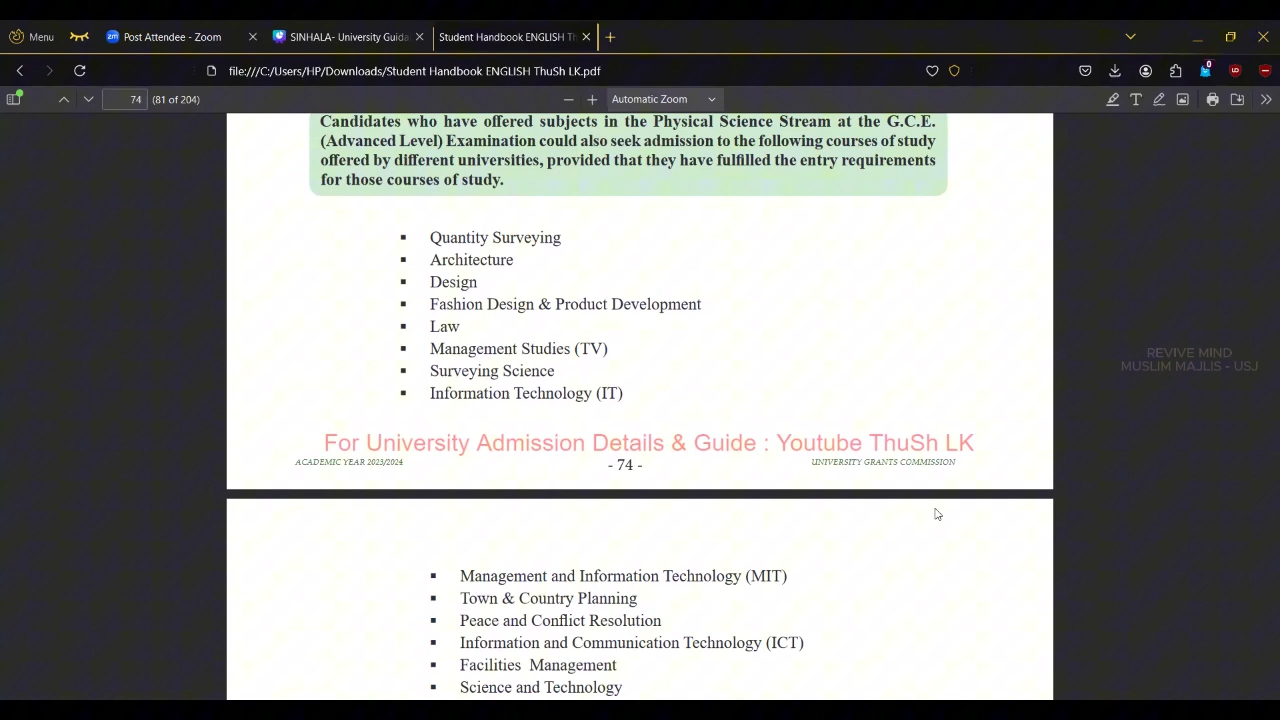 Menu
zm Post Attendee - Zoom
SINHALA- University Guida
Student Handbook ENGLISH Th
file:///C:/Users/HP/Downloads/Student Handbook ENGLISH ThuSh LK.pdf
0
74 (81 of 204)
Automatic Zoom
Candidates who have offered subjects in the Physical Science Stream at the G.C.E.
(Advanced Level) Examination could also seek admission to the following courses of study
offered by different universities, provided that they have fulfilled the entry requirements
for those courses of study.
▪ Quantity Surveying
▪ Architecture
▪ Design
▪ Fashion Design & Product Development
▪ Law
▪ Management Studies (TV)
▪ Surveying Science
▪ Information Technology (IT)
REVIVE MIND
MUSLIM MAJLIS - USJ
For University Admission Details & Guide : Youtube ThuSh LK
ACADEMIC YEAR 2023/2024
- 74 -
UNIVERSITY GRANTS COMMISSION
▪ Management and Information Technology (MIT)
▪ Town & Country Planning
▪ Peace and Conflict Resolution
▪ Information and Communication Technology (ICT)
▪ Facilities Management
▪ Science and Technology